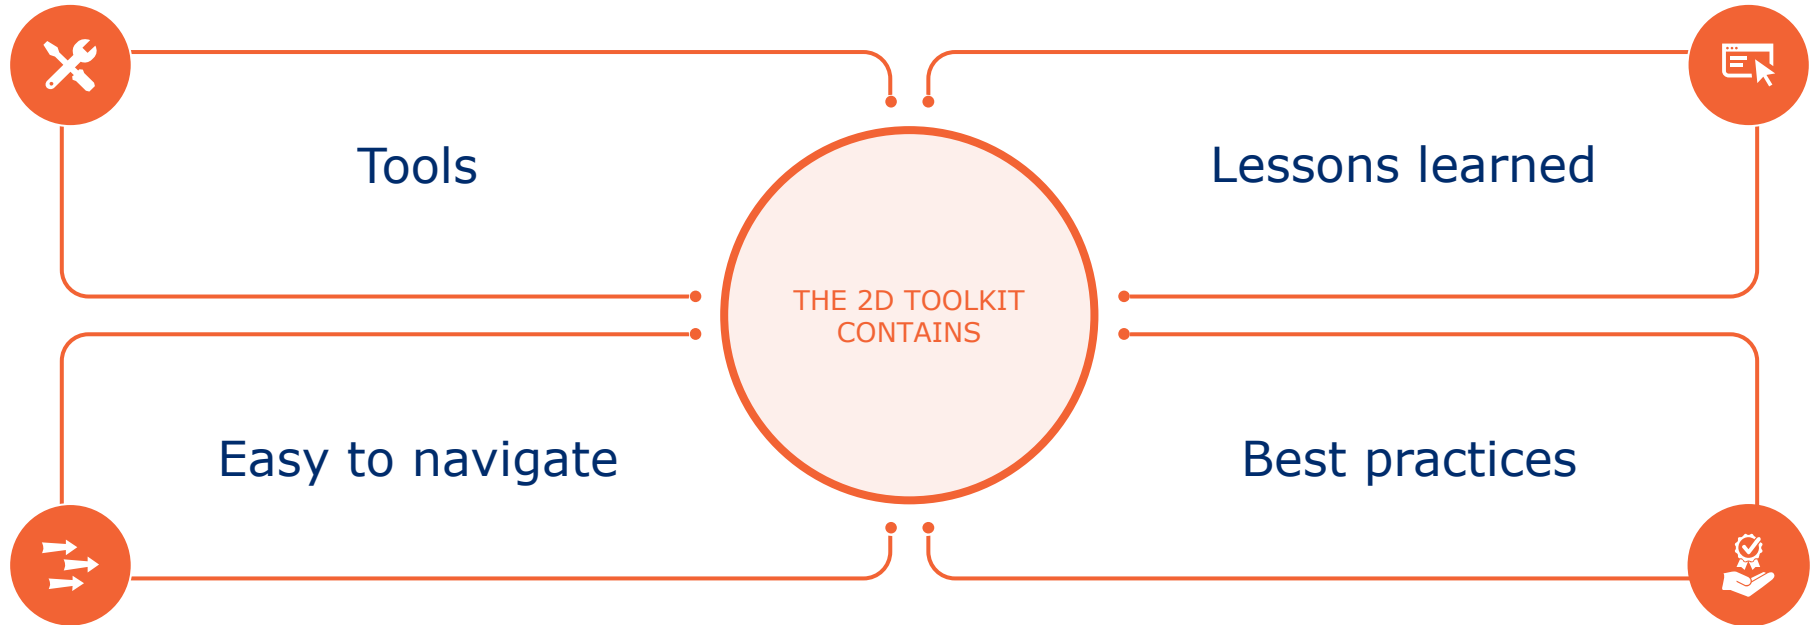 Tools
Lessons learned
THE 2D TOOLKIT
CONTAINS
Easy to navigate
Best practices